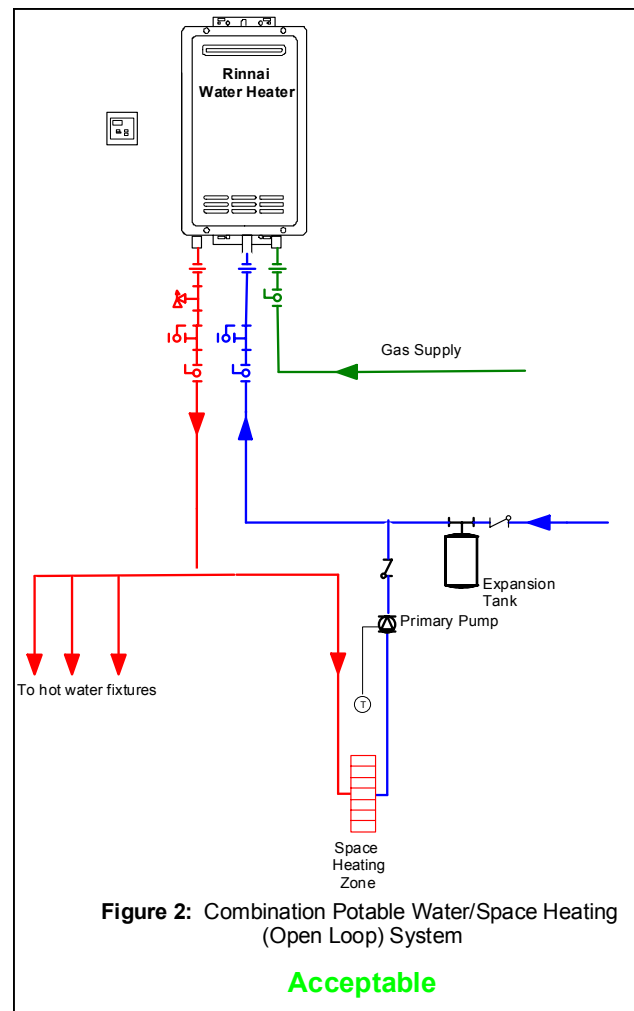 Rinnai
Water Heater
Gas Supply
Expansion
Tank
Primary Pump
T
To hot water fixtures
Space
Heating
Zone
Figure 2: Combination Potable Water/Space Heating
(Open Loop) System
Acceptable